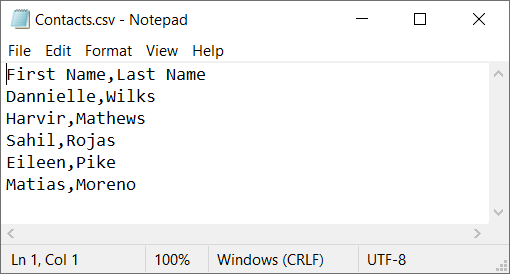 Contacts.csv - Notepad
File Edit Format View Help
First Name,Last Name
Dannielle,Wilks
Harvir,Mathews
Sahil,Rojas
Eileen,Pike
Matias,Moreno
Ln 1, Col 1 100% Windows (CRLF) UTF-8